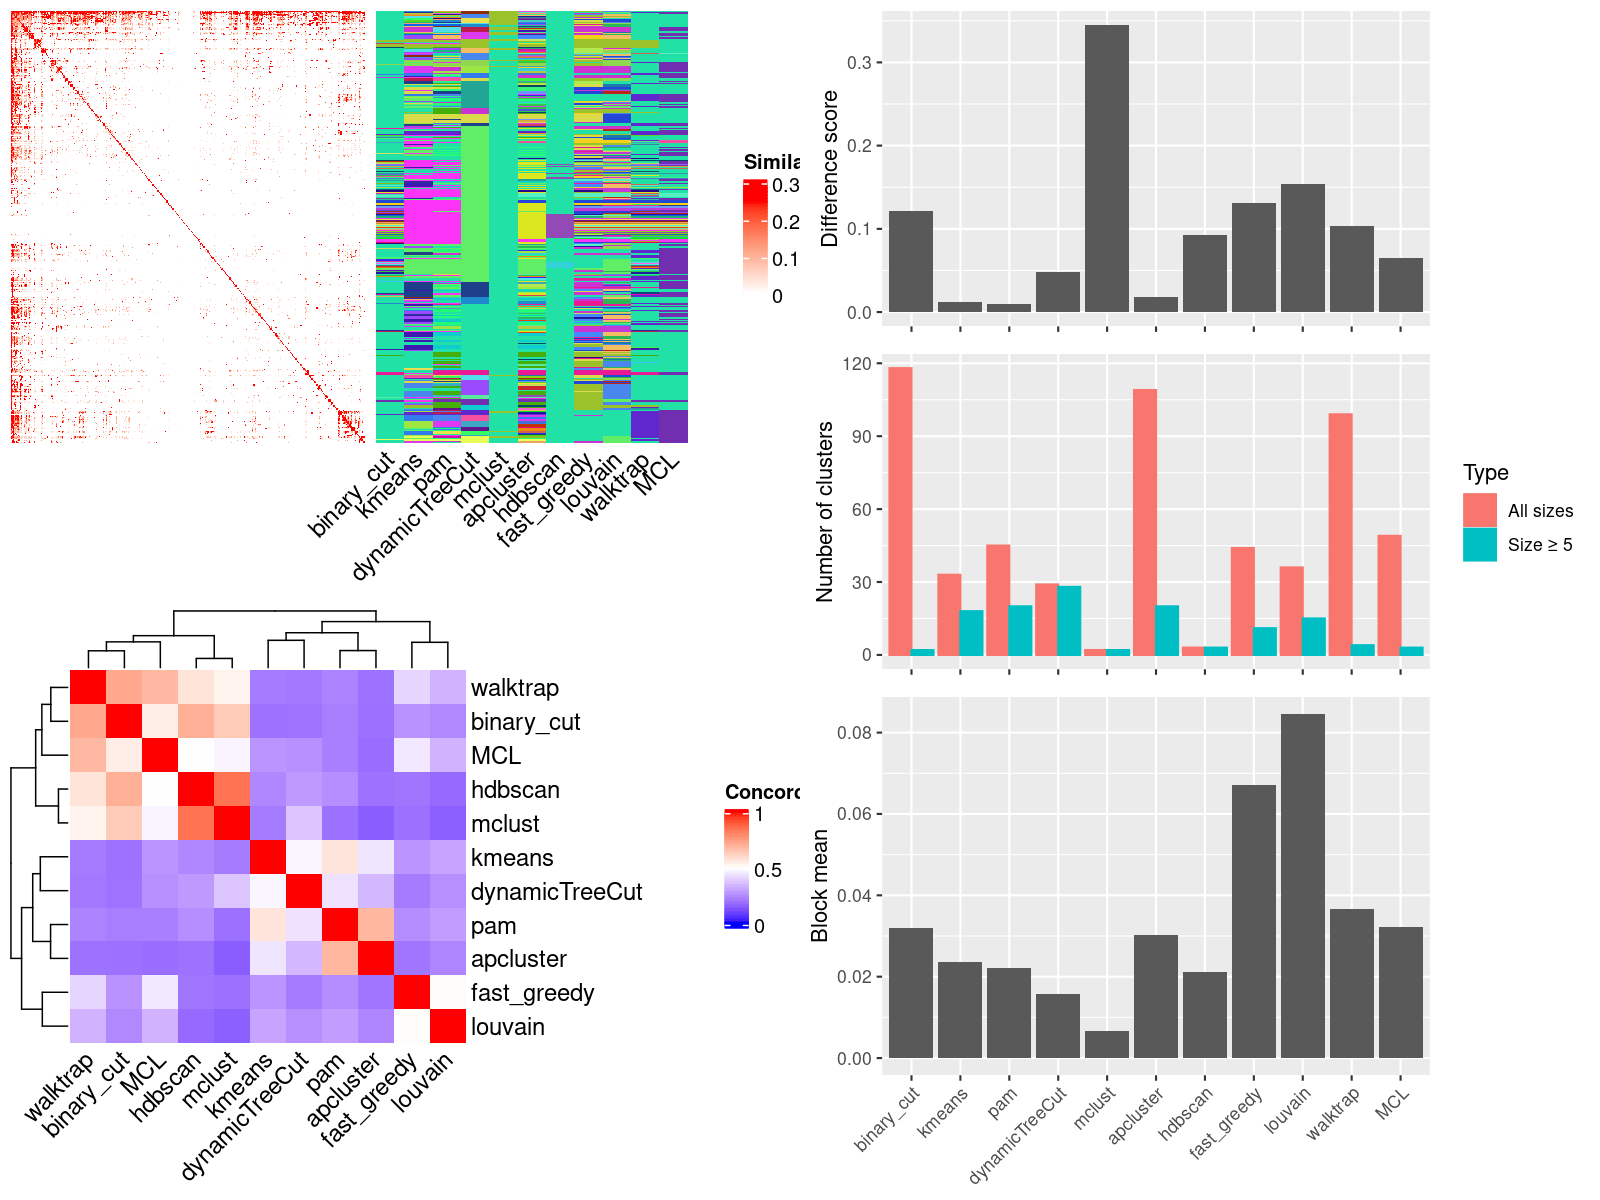 Simila
0.3
0.2
0.1
0
binary_cut
kmeans
pam
dynamicTreeCut
mclust
apcluster
hdbscan
fast_greedy
louvain
walktrap
MCL
walktrap
binary_cut
MCL
hdbscan
mclust
kmeans
dynamicTreeCut
pam
apcluster
fast_greedy
louvain
walktrap
binary_cut
MCL
hdbscan
mclust
kmeans
dynamicTreeCut
pam
apcluster
fast_greedy
louvain
Concord
1
0.5
0
Difference score
0.3
0.2
0.1
0.0
Number of clusters
120
90
60
30
0
Type
All sizes
Size ≥ 5
Block mean
0.08
0.06
0.04
0.02
0.00
binary_cut
kmeans
pam
dynamicTreeCut
mclust
apcluster
hdbscan
fast_greedy
louvain
walktrap
MCL